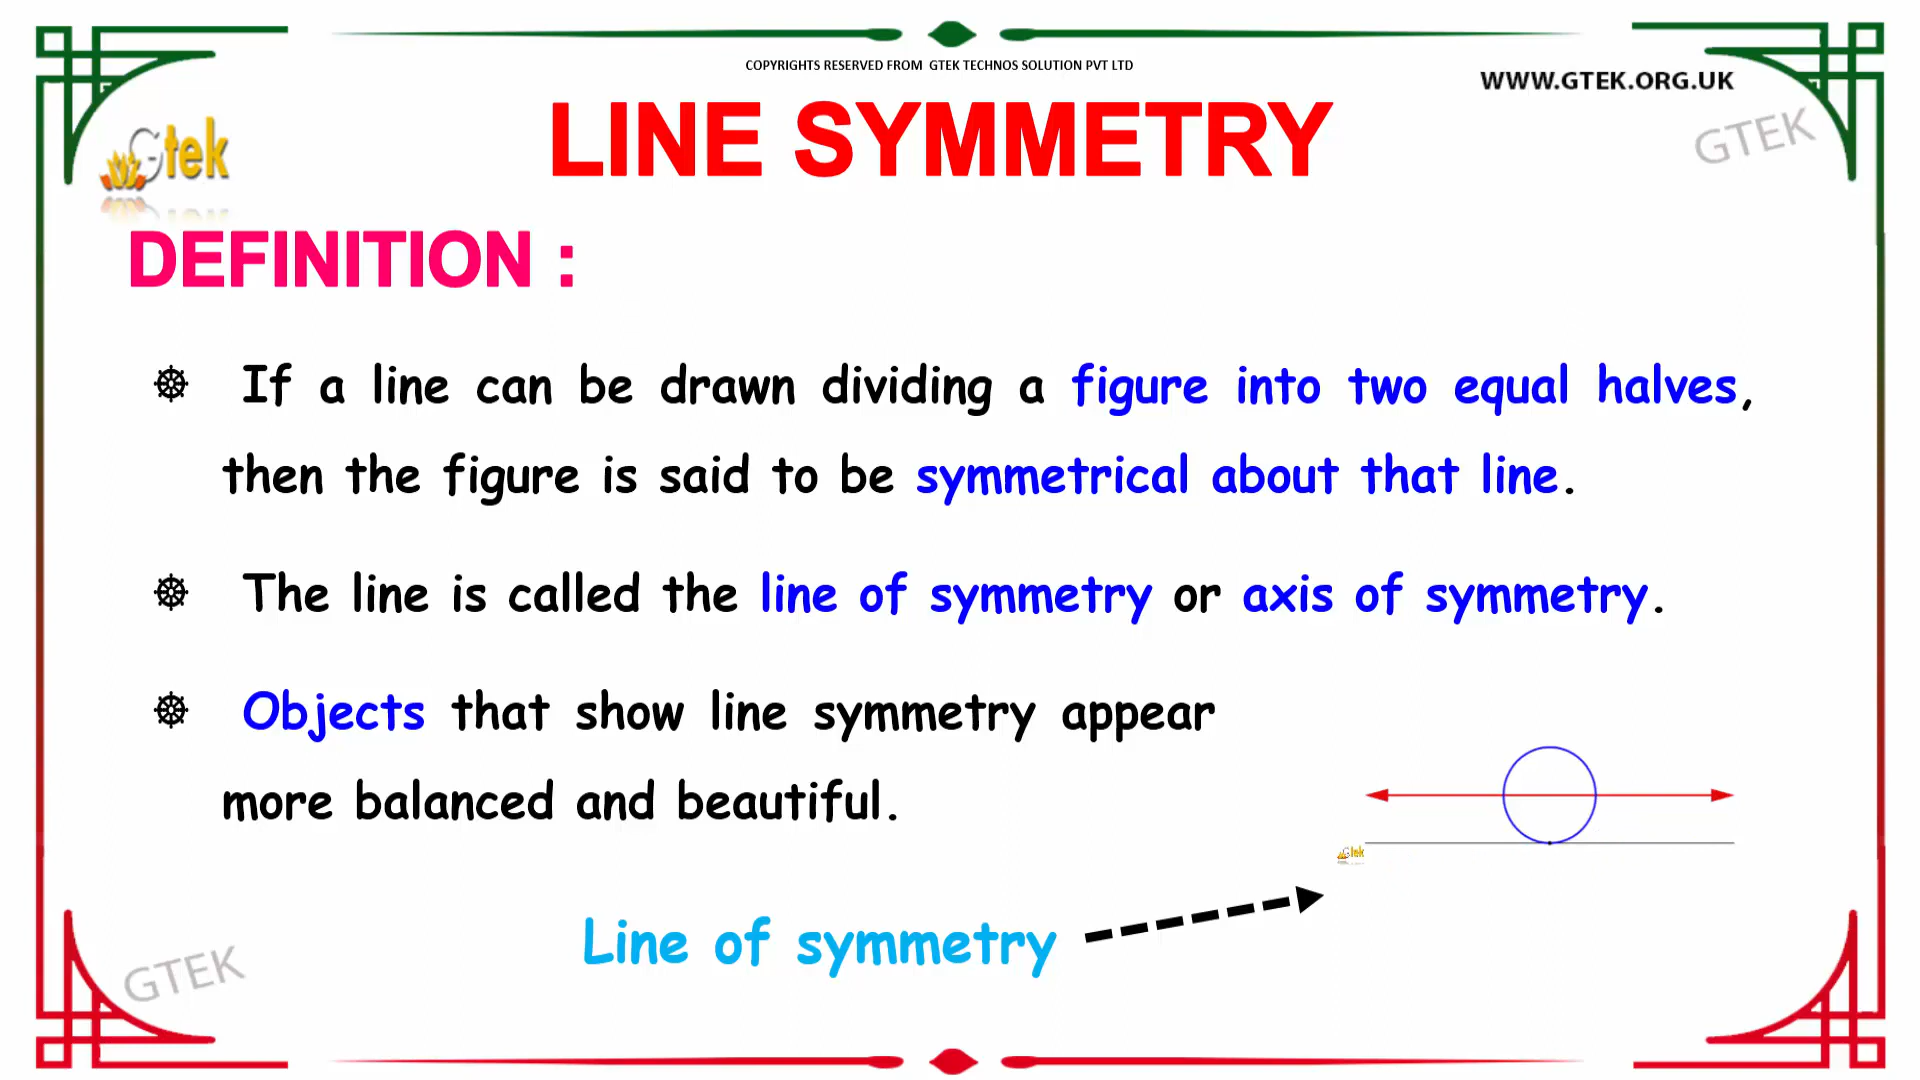 COPYRIGHTS RESERVED FROM GTEK TECHNOS SOLUTION PVT LTD
WWW.GTEK.ORG.UK
GTEK
Gtek
LINE SYMMETRY
DEFINITION :
If a line can be drawn dividing a figure into two equal halves,
then the figure is said to be symmetrical about that line.
The line is called the line of symmetry or axis of symmetry.
Objects that show line symmetry appear
more balanced and beautiful.
Gtek
Line of symmetry
GTEK